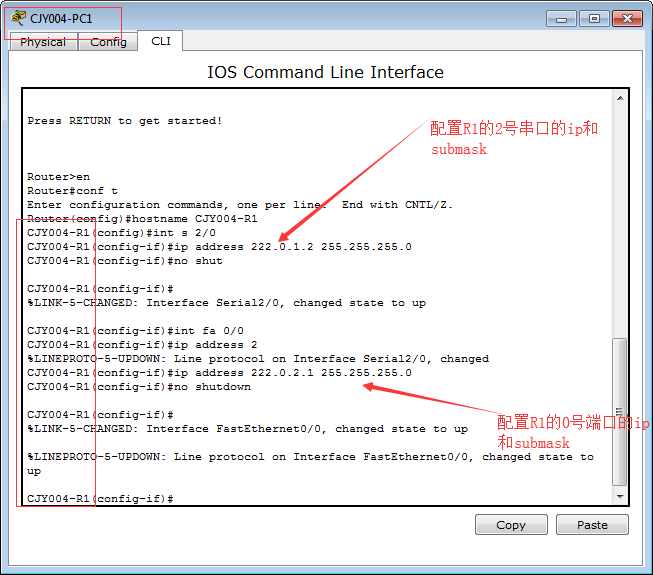 CJY004-PC1
Physical Config CLI
IOS Command Line Interface
Press RETURN to get started!
配置R1的2号串口的ip和
submask
Router>en
Router#conf t
Enter configuration commands, one per line. End with CNTL/Z.
Router(config)#hostname CJY004-R1
CJY004-R1(config)#int s 2/0
CJY004-R1(config-if)#ip address 222.0.1.2 255.255.255.0
CJY004-R1(config-if)#no shut
CJY004-R1(config-if)#
%LINK-5-CHANGED: Interface Serial2/0, changed state to up
CJY004-R1(config-if)#int fa 0/0
CJY004-R1(config-if)#ip address 2
%LINEPROTO-5-UPDOWN: Line protocol on Interface Serial2/0, changed
CJY004-R1(config-if)#ip address 222.0.2.1 255.255.255.0
CJY004-R1(config-if)#no shutdown
CJY004-R1(config-if)#
%LINK-5-CHANGED: Interface FastEthernet0/0, changed state to up
配置R1的0号端口的ip
和submask
%LINEPROTO-5-UPDOWN: Line protocol on Interface FastEthernet0/0, changed state to
up
CJY004-R1(config-if)#
Copy Paste